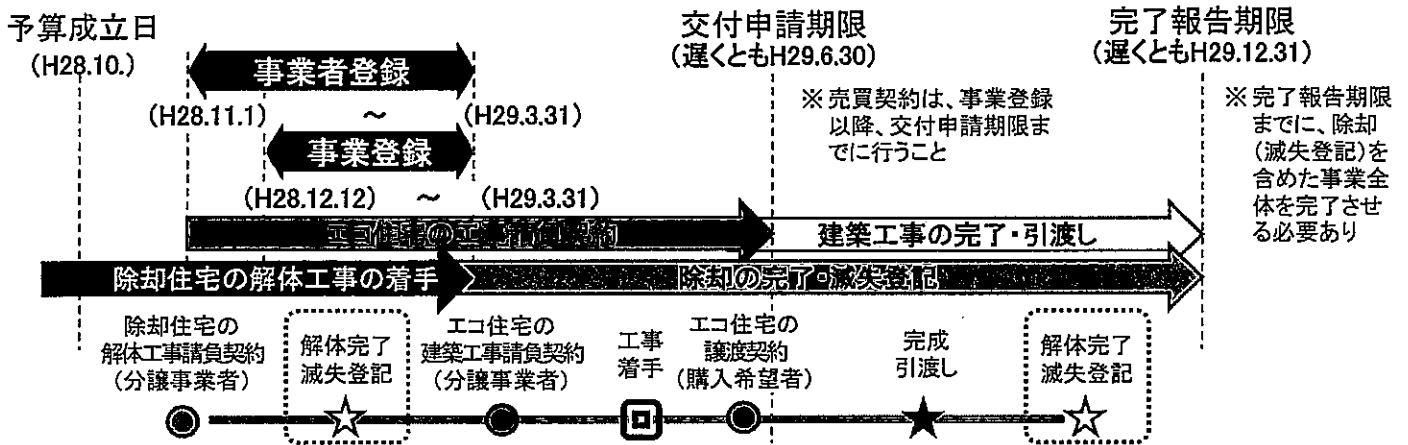 予算成立日
(H28.10.)
事業者登録
(H28.11.1) ～ (H29.3.31)
事業登録
(H28.12.12) ～ (H29.3.31)
交付申請期限
(遅くともH29.6.30)
※ 売買契約は、事業登録
以降、交付申請期限ま
でに行うこと
完了報告期限
(遅くともH29.12.31)
※ 完了報告期限
までに、除却
(滅失登記)を
含めた事業全
体を完了させ
る必要あり
エコ住宅の工事請負契約
建築工事の完了・引渡し
除却住宅の解体工事の着手
除却の完了・滅失登記
除却住宅の
解体工事請負契約
(分譲事業者)
解体完了
滅失登記
エコ住宅の
建築工事請負契約
(分譲事業者)
工事
着手
エコ住宅の
譲渡契約
(購入希望者)
完成
引渡し
解体完了
滅失登記